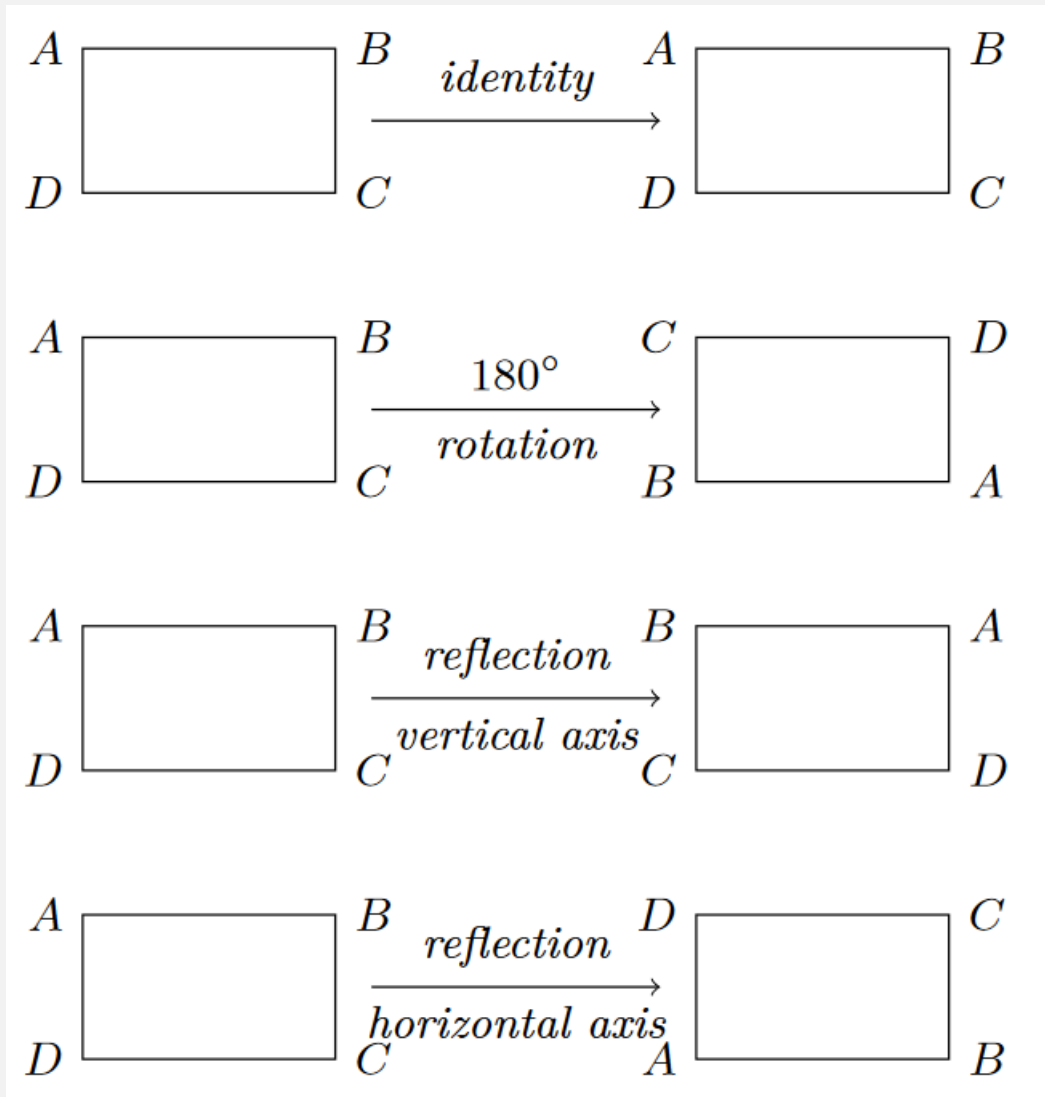 A B A B
identity
D C D C
A B C D
180°
rotation
D C B A
A B B A
reflection
vertical axis
D C C D
A B D C
reflection
horizontal axis
D C A B